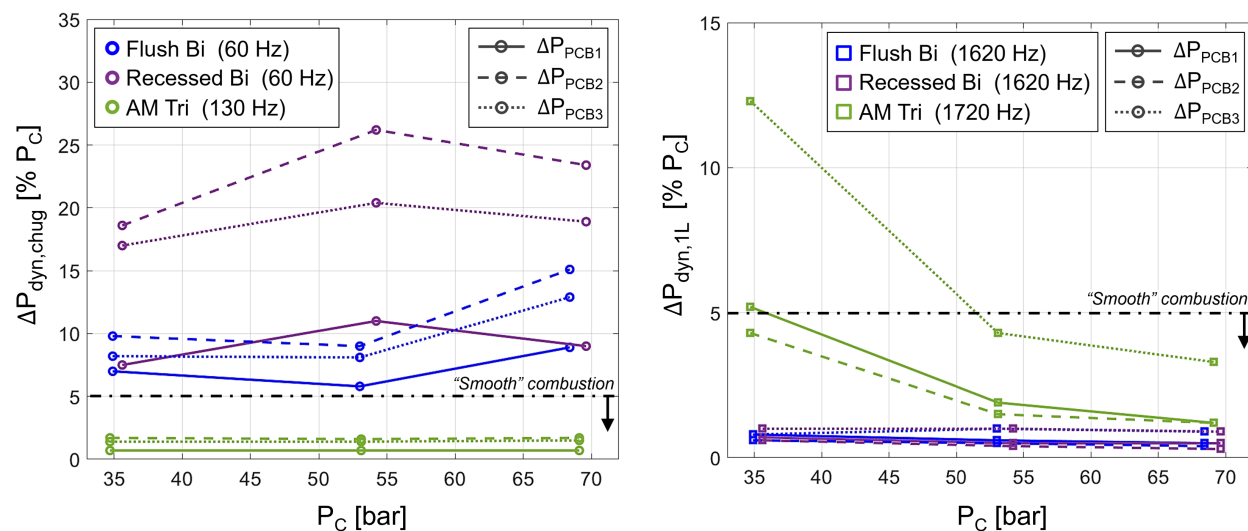 ΔP_dyn,chug [% P_C]
35
30
25
20
15
10
5
0
Flush Bi (60 Hz)
Recessed Bi (60 Hz)
AM Tri (130 Hz)
ΔP_PCB1
ΔP_PCB2
ΔP_PCB3
“Smooth” combustion
35 40 45 50 55 60 65 70
P_C [bar]
ΔP_dyn,1L [% P_C]
15
10
5
0
Flush Bi (1620 Hz)
Recessed Bi (1620 Hz)
AM Tri (1720 Hz)
ΔP_PCB1
ΔP_PCB2
ΔP_PCB3
“Smooth” combustion
35 40 45 50 55 60 65 70
P_C [bar]